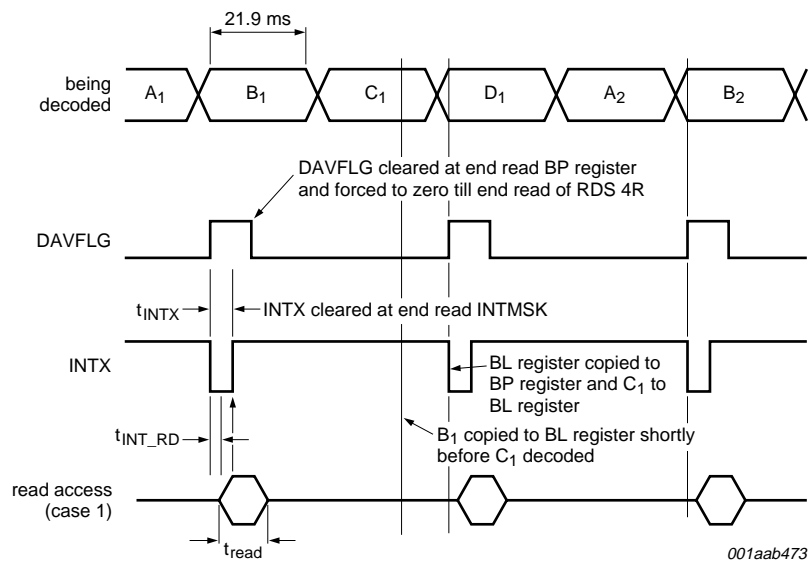 21.9 ms
being
decoded
A1
B1
C1
D1
A2
B2
DAVFLG cleared at end read BP register
and forced to zero till end read of RDS 4R
DAVFLG
tINTX
INTX cleared at end read INTMSK
INTX
BL register copied to
BP register and C1 to
BL register
tINT_RD
B1 copied to BL register shortly
before C1 decoded
read access
(case 1)
tread
001aab473